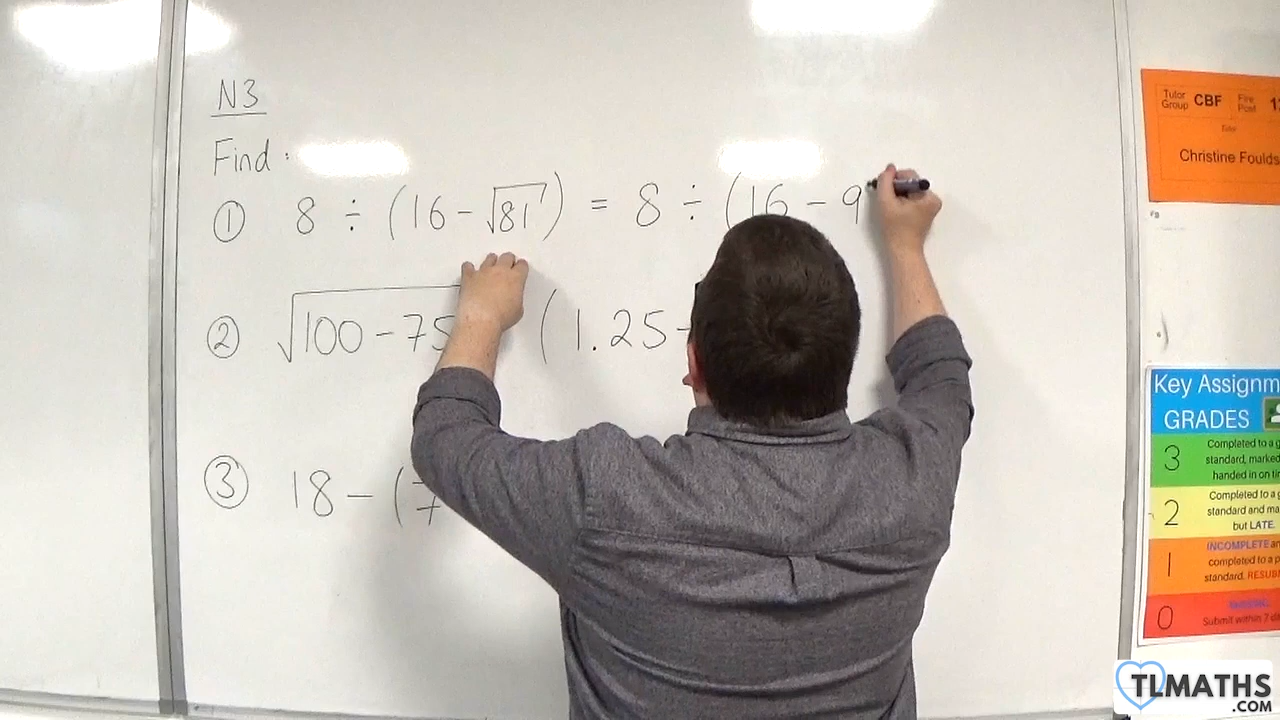 N3
Find:
① 8 ÷ (16 - √81) = 8 ÷ (16 - 9
② √100 - 75 (1.25
③ 18 - (7
Tutor Group CBF Fire Post
Christine Foulds
Key Assignm
GRADES
3 Completed to a g
standard, marked
handed in on ti
2 Completed to a g
standard and ma
but LATE.
1 INCOMPLETE an
completed to a p
standard. RESUB
0
Submit within 7 d
TLMATHS
.COM